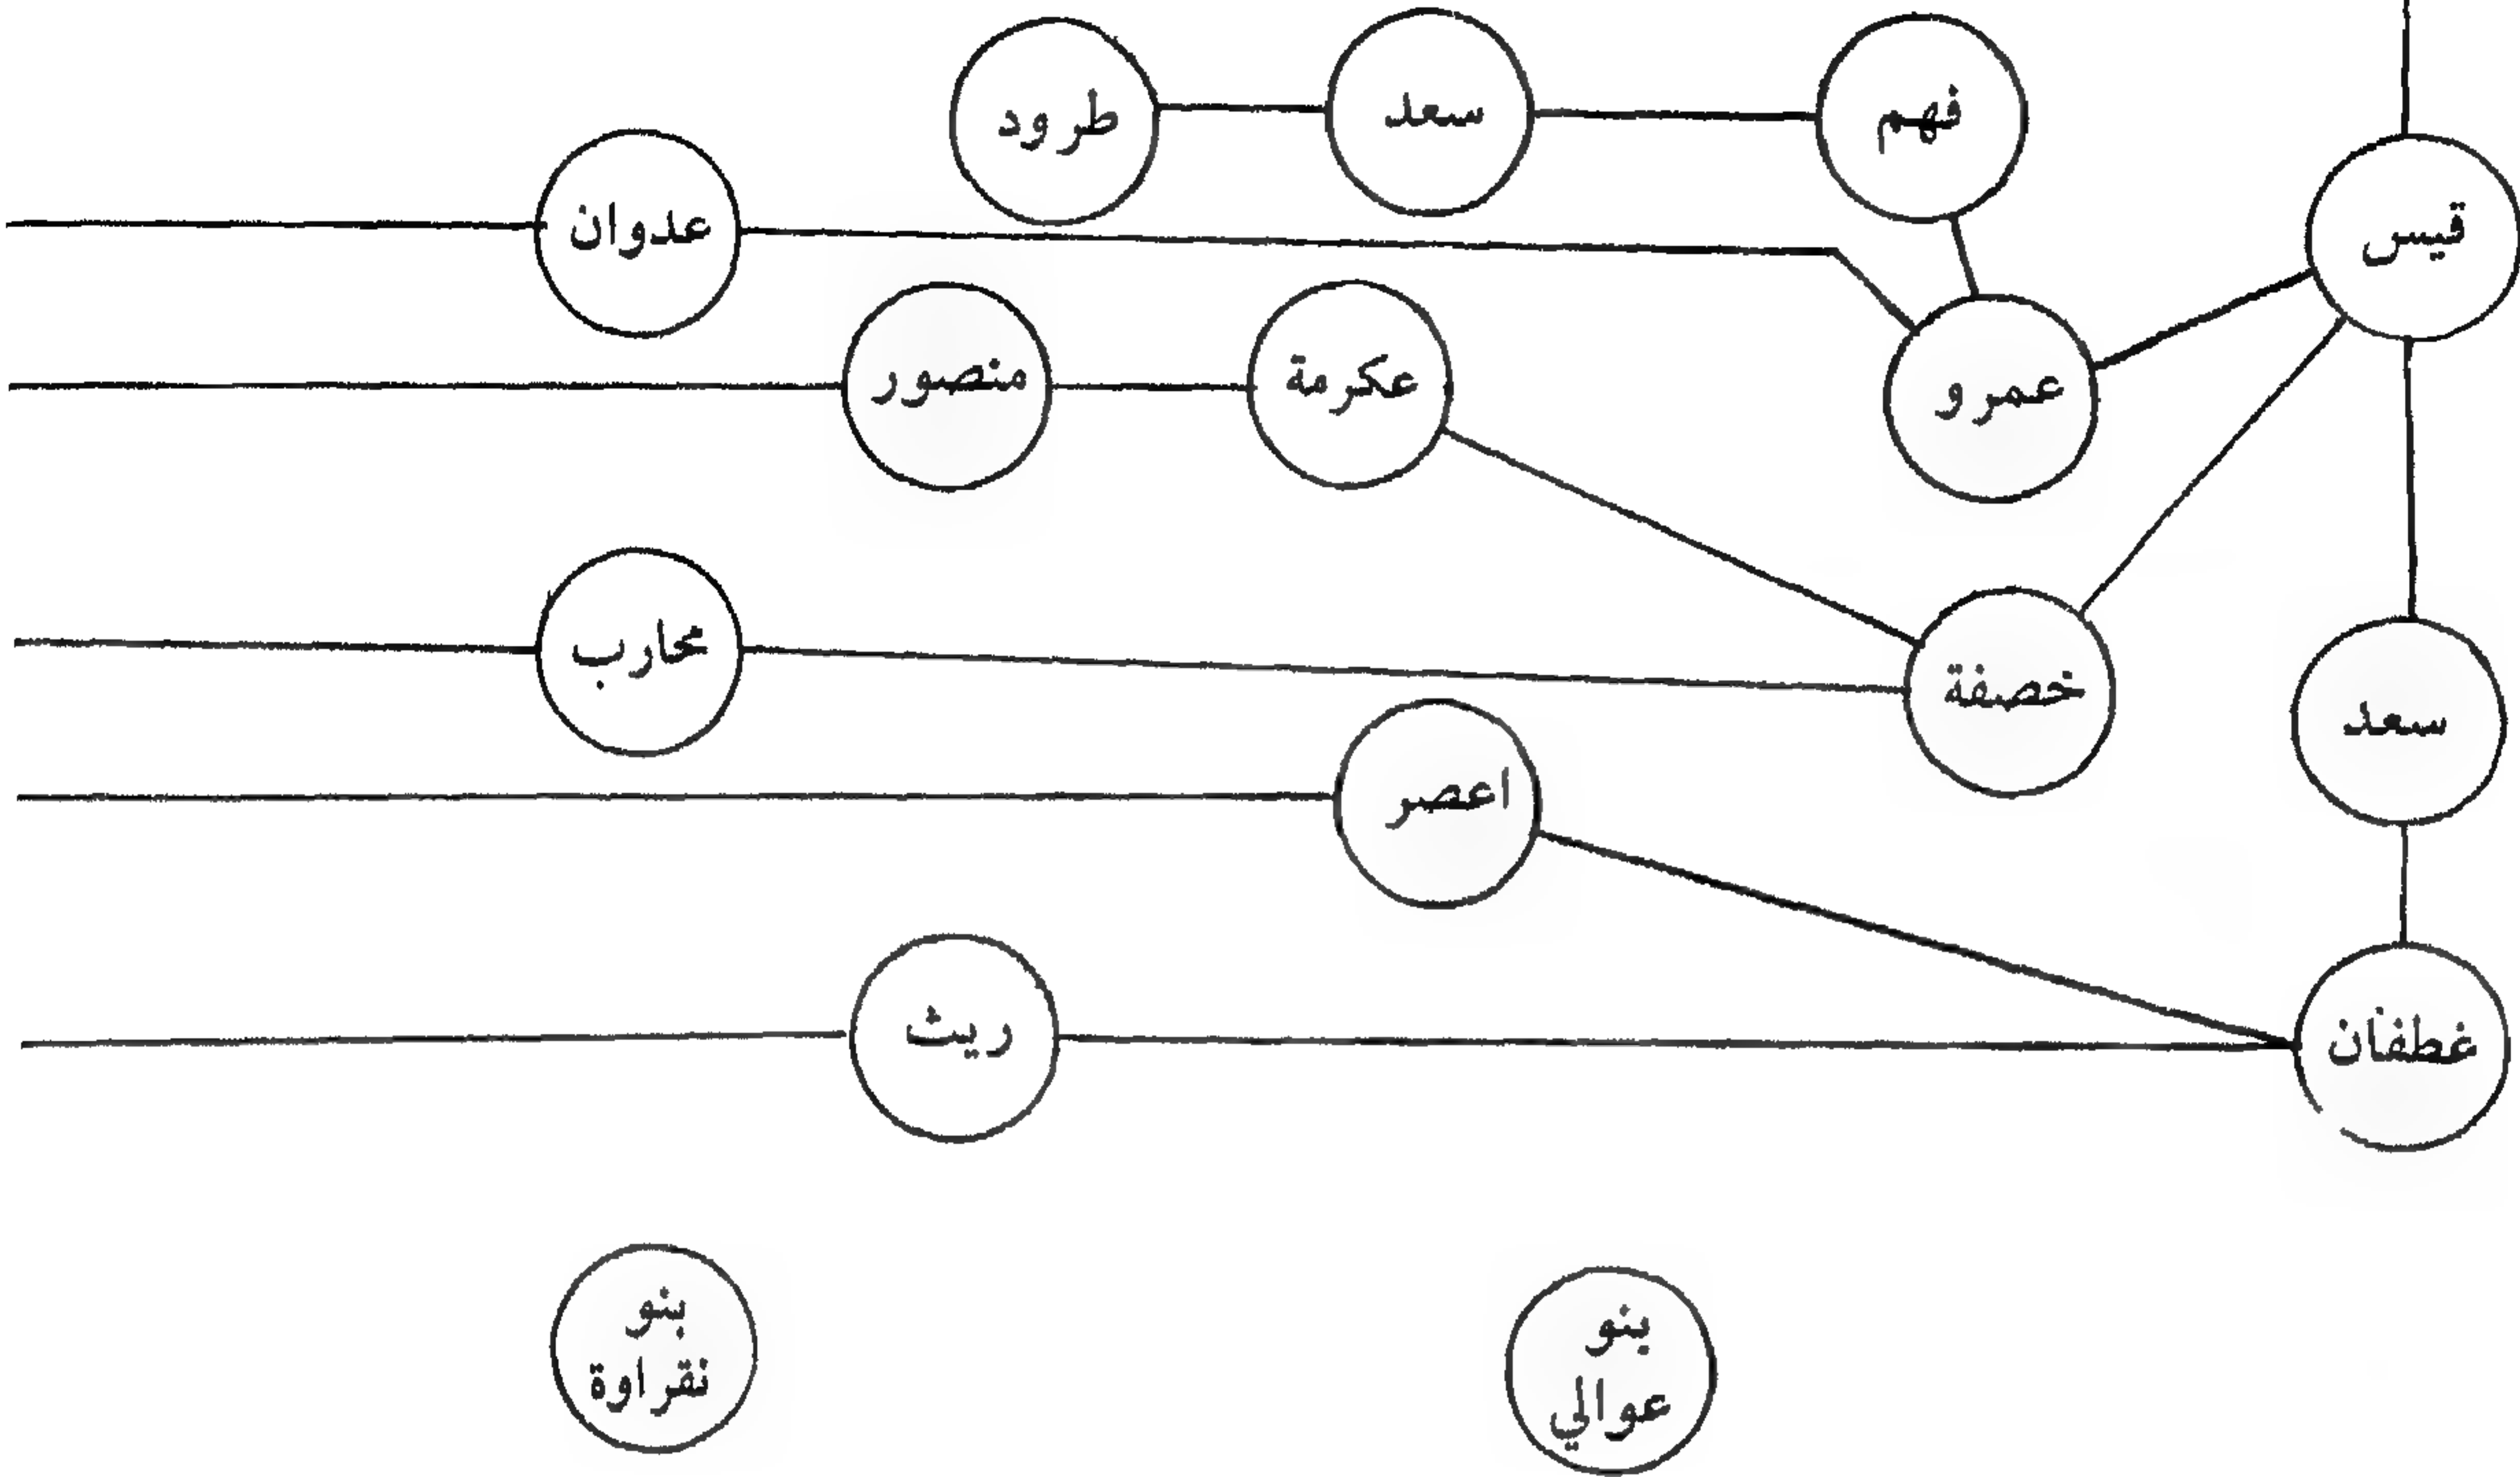 فهم
سعد
طرود
قيس
عدوان
عمرو
عكرمة
منصور
خصفة
محارب
سعد
اعصر
غطفان
ريث
بنو
عوالي
بنو
نقراوة